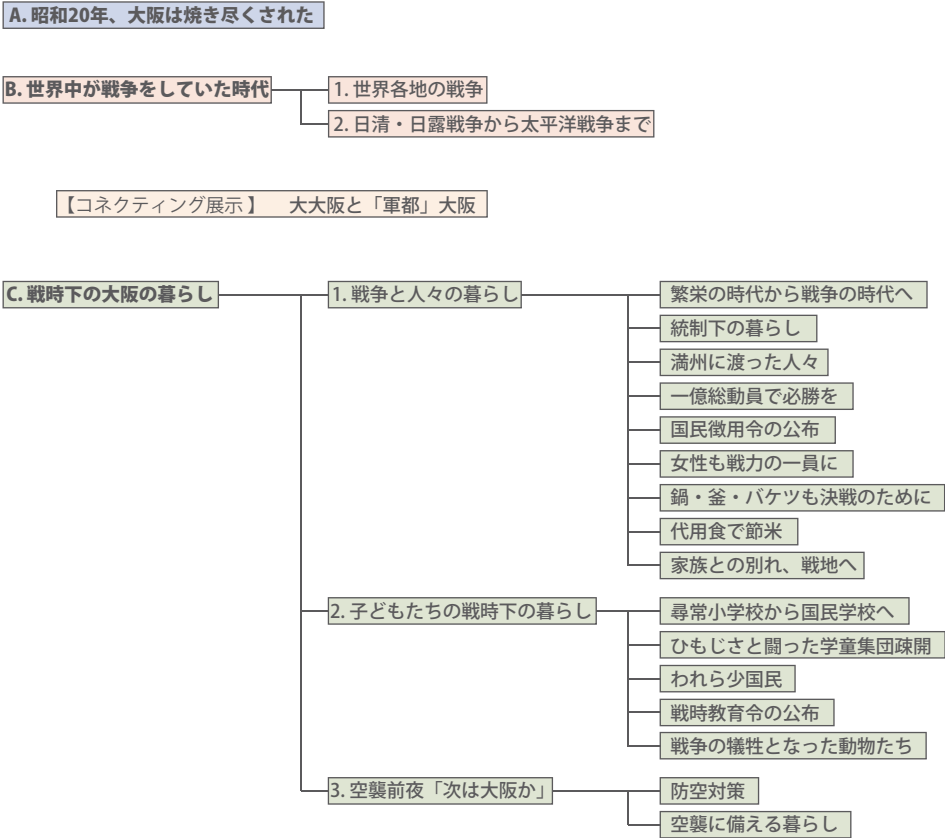 A. 昭和20年、大阪は焼き尽くされた
B. 世界中が戦争をしていた時代
1. 世界各地の戦争
2. 日清・日露戦争から太平洋戦争まで
【コネクティング展示】　大大阪と「軍都」大阪
C. 戦時下の大阪の暮らし
1. 戦争と人々の暮らし
繁栄の時代から戦争の時代へ
統制下の暮らし
満州に渡った人々
一億総動員で必勝を
国民徴用令の公布
女性も戦力の一員に
鍋・釜・バケツも決戦のために
代用食で節米
家族との別れ、戦地へ
2. 子どもたちの戦時下の暮らし
尋常小学校から国民学校へ
ひもじさと闘った学童集団疎開
われら少国民
戦時教育令の公布
戦争の犠牲となった動物たち
3. 空襲前夜「次は大阪か」
防空対策
空襲に備える暮らし